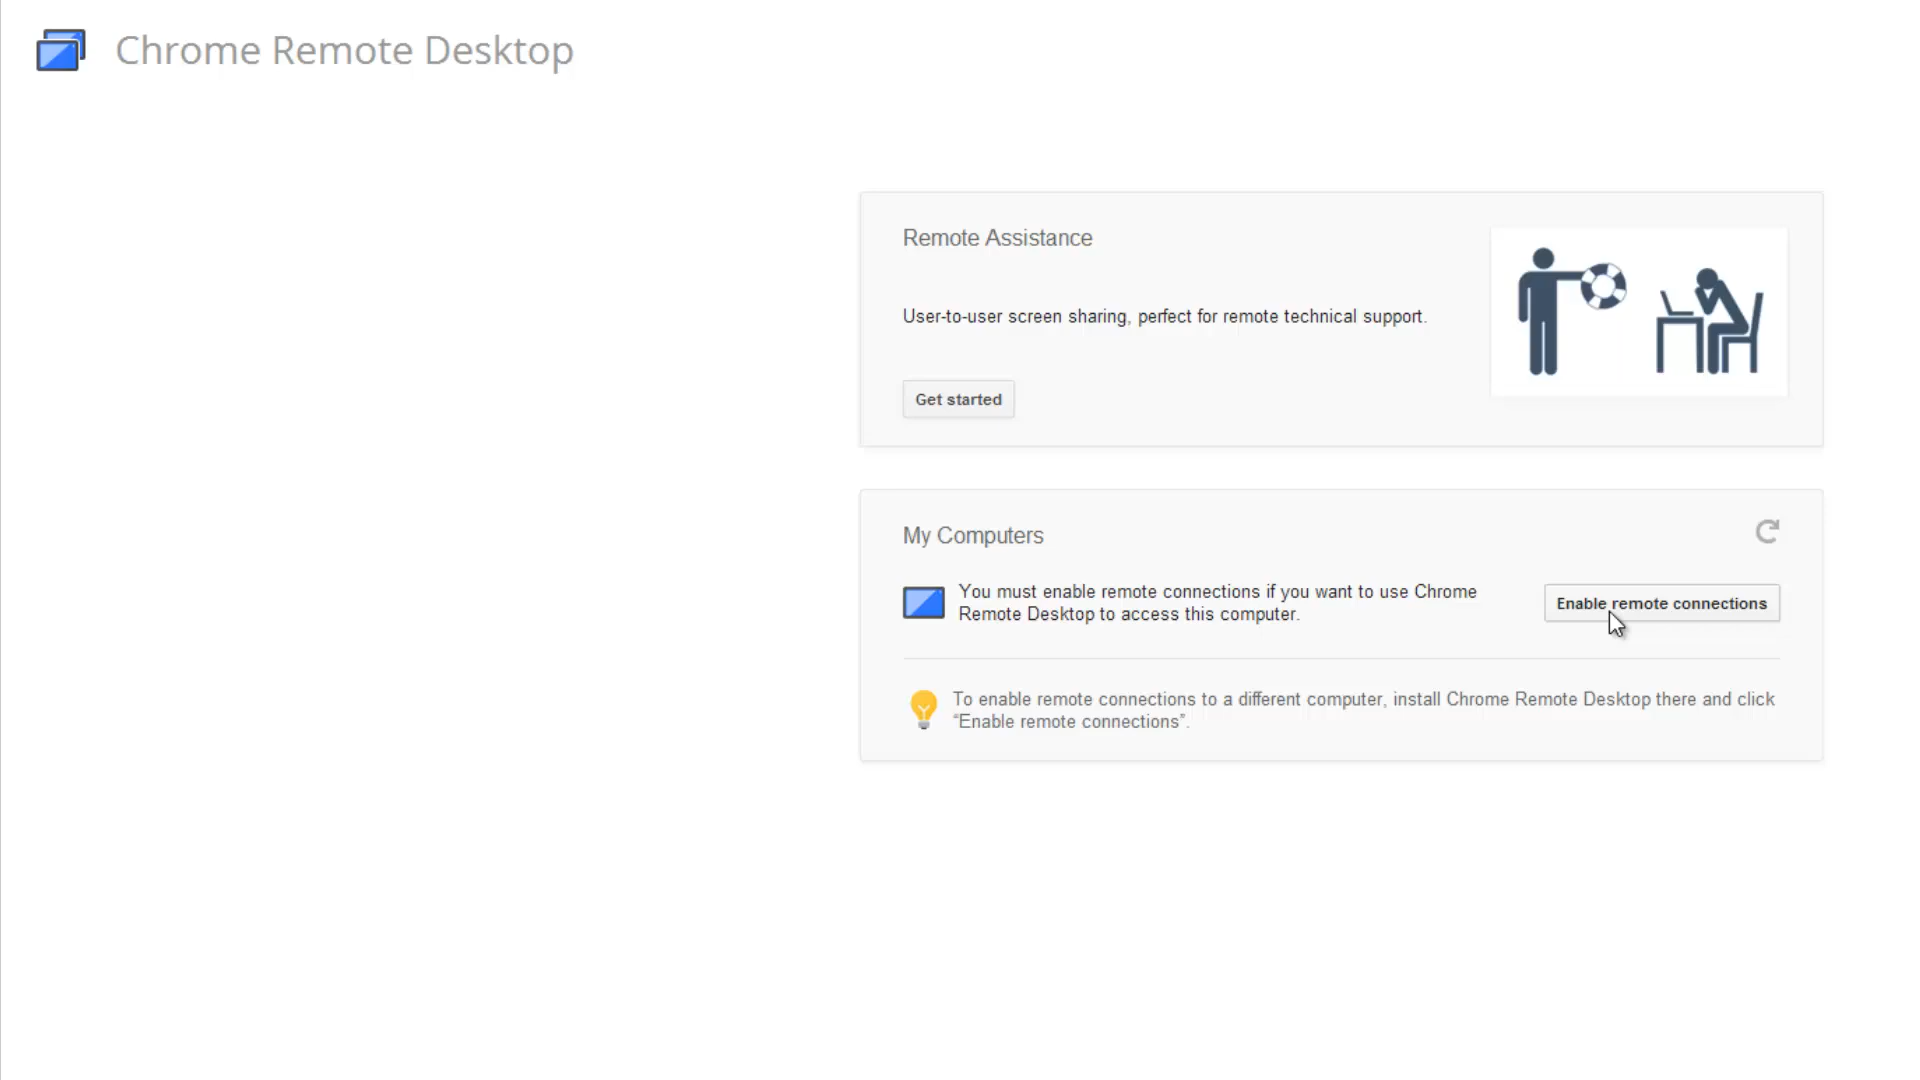 Chrome Remote Desktop
Remote Assistance
User-to-user screen sharing, perfect for remote technical support.
Get started
My Computers
You must enable remote connections if you want to use Chrome
Remote Desktop to access this computer.
Enable remote connections
To enable remote connections to a different computer, install Chrome Remote Desktop there and click
“Enable remote connections”.